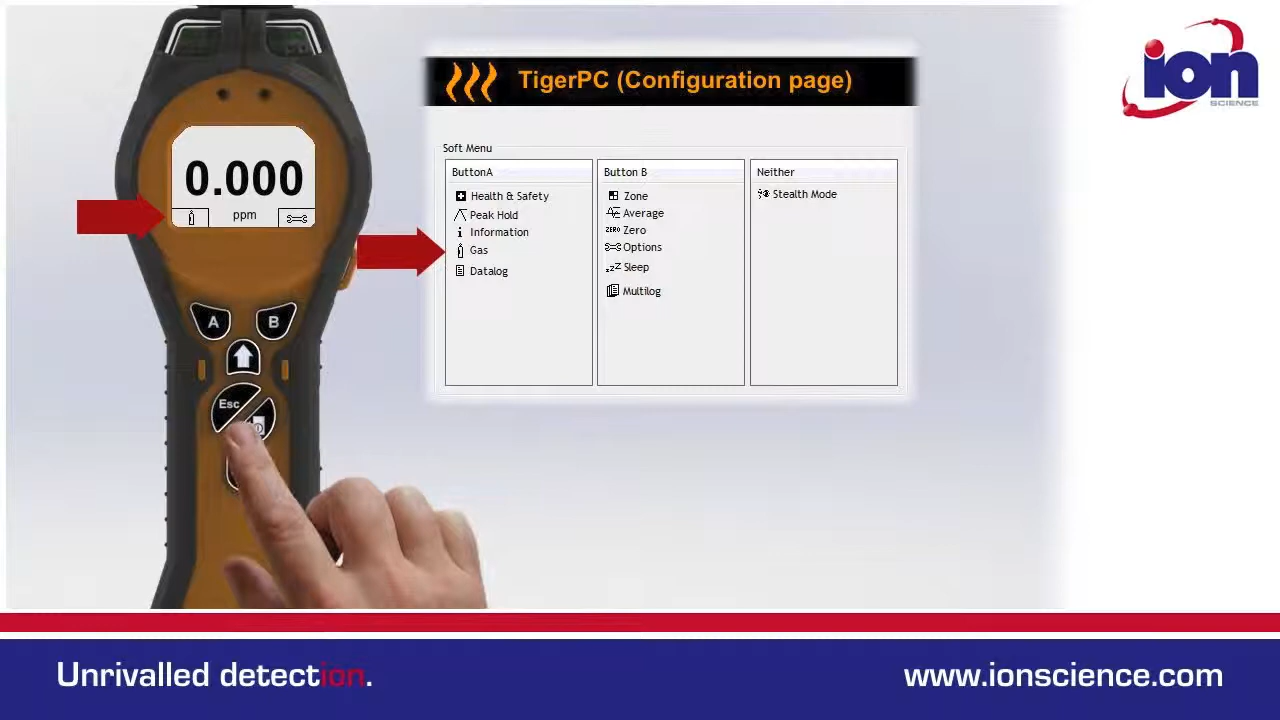 ion
SCIENCE
TigerPC (Configuration page)
Soft Menu
ButtonA
Health & Safety
Peak Hold
Information
Gas
Datalog
Button B
Zone
Average
ZERO Zero
Options
zzZ Sleep
Multilog
Neither
Stealth Mode
0.000
ppm
A
B
Esc
Unrivalled detection.
www.ionscience.com